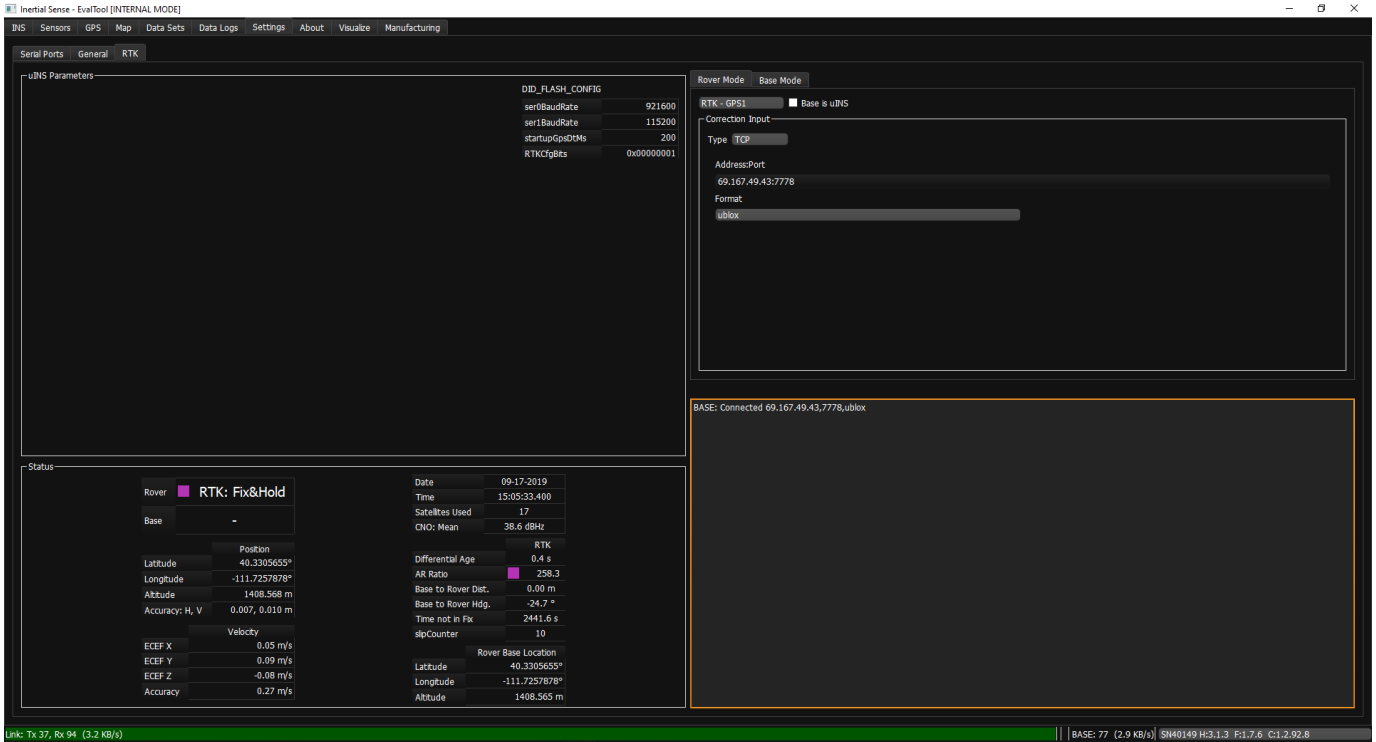 Inertial Sense - EvalTool [INTERNAL MODE]
INS Sensors GPS Map Data Sets Data Logs Settings About Visualize Manufacturing
Serial Ports General RTK
uINS Parameters
DID_FLASH_CONFIG
ser0BaudRate 921600
ser1BaudRate 115200
startupGpsDtMs 200
RTKCfgBits 0x00000001
Rover Mode Base Mode
RTK - GPS1 Base is uINS
Correction Input
Type TCP
Address:Port
69.167.49.43:7778
Format
ublox
BASE: Connected 69.167.49.43,7778,ublox
Status
Rover RTK: Fix&Hold
Base -
Position
Latitude 40.3305655°
Longitude -111.7257878°
Altitude 1408.568 m
Accuracy: H, V 0.007, 0.010 m
Velocity
ECEF X 0.05 m/s
ECEF Y 0.09 m/s
ECEF Z -0.08 m/s
Accuracy 0.27 m/s
Date 09-17-2019
Time 15:05:33.400
Satellites Used 17
CNO: Mean 38.6 dBHz
RTK
Differential Age 0.4 s
AR Ratio 258.3
Base to Rover Dist. 0.00 m
Base to Rover Hdg. -24.7 °
Time not in Fix 2441.6 s
slipCounter 10
Rover Base Location
Latitude 40.3305655°
Longitude -111.7257878°
Altitude 1408.565 m
Link: Tx 37, Rx 94 (3.2 KB/s)
BASE: 77 (2.9 KB/s) SN40149 H:3.1.3 F:1.7.6 C:1.2.92.8